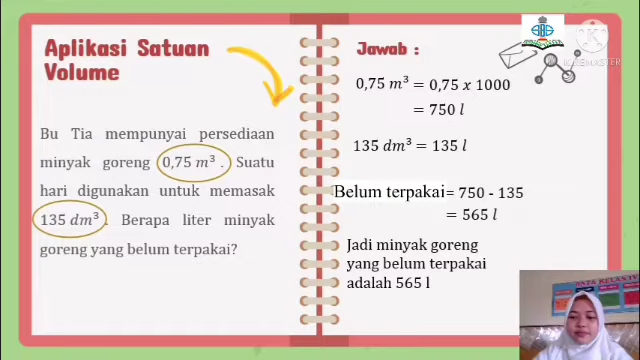 Aplikasi Satuan
Volume
Bu Tia mempunyai persediaan
minyak goreng 0,75 m³ . Suatu
hari digunakan untuk memasak
135 dm³ . Berapa liter minyak
goreng yang belum terpakai?
Jawab :
0,75 m³ = 0,75 x 1000
= 750 l
135 dm³ = 135 l
Belum terpakai = 750 - 135
= 565 l
Jadi minyak goreng
yang belum terpakai
adalah 565 l